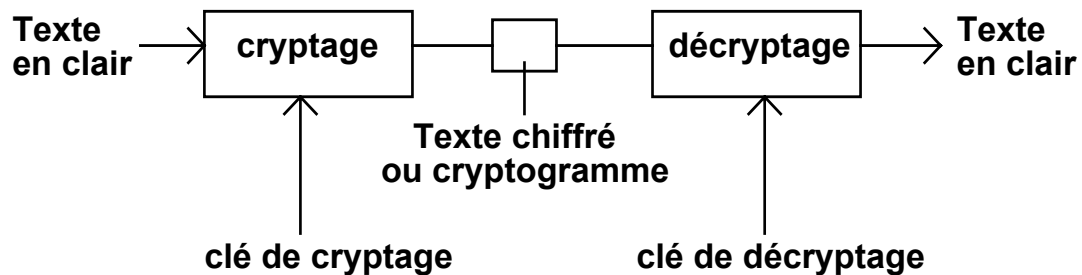 Texte
en clair
cryptage
décryptage
Texte
en clair
Texte chiffré
ou cryptogramme
clé de cryptage
clé de décryptage